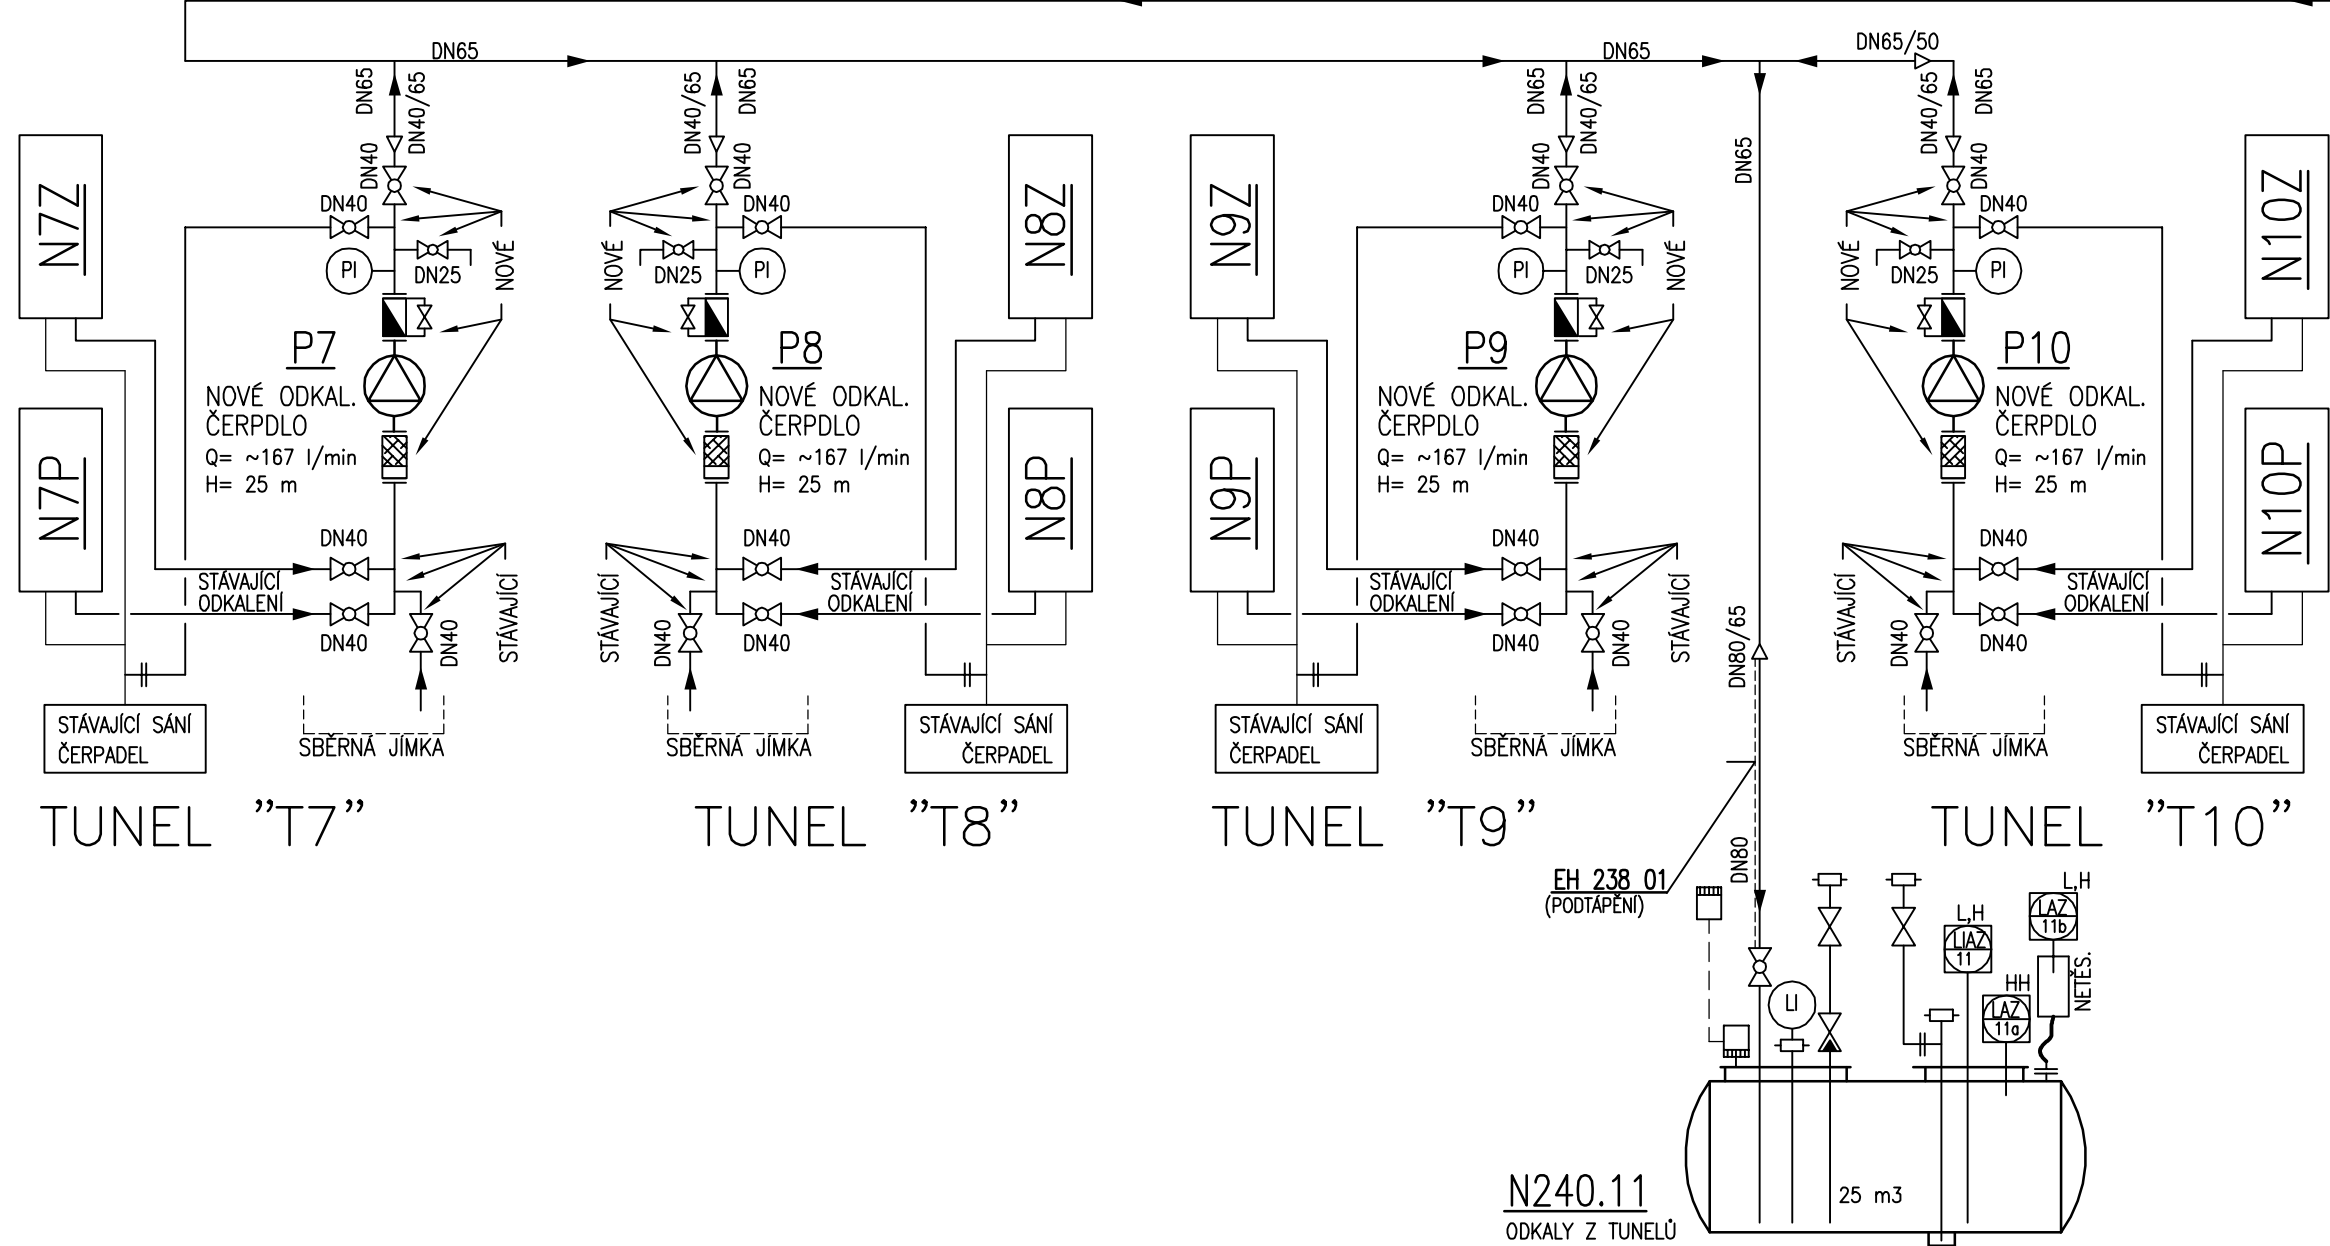 DN65
DN65
DN65/50
DN65
DN40/65
DN40/65
DN65
DN65
DN40/65
DN40/65
DN65
DN65
DN40
DN40
DN40
DN40
DN40
DN40
DN40
DN40
N7Z
N8Z
N9Z
N10Z
PI
DN25
NOVÉ
NOVÉ
DN25
PI
PI
DN25
NOVÉ
NOVÉ
DN25
PI
P7
NOVÉ ODKAL.
ČERPDLO
Q= ~167 l/min
H= 25 m
P8
NOVÉ ODKAL.
ČERPDLO
Q= ~167 l/min
H= 25 m
P9
NOVÉ ODKAL.
ČERPDLO
Q= ~167 l/min
H= 25 m
P10
NOVÉ ODKAL.
ČERPDLO
Q= ~167 l/min
H= 25 m
N7P
N8P
N9P
N10P
DN40
DN40
DN40
DN40
STÁVAJÍCÍ
ODKALENÍ
STÁVAJÍCÍ
ODKALENÍ
STÁVAJÍCÍ
ODKALENÍ
STÁVAJÍCÍ
ODKALENÍ
DN40
DN40
STÁVAJÍCÍ
STÁVAJÍCÍ
DN40
DN40
DN40
DN40
STÁVAJÍCÍ
DN80/65
STÁVAJÍCÍ
DN40
DN40
STÁVAJÍCÍ SÁNÍ
ČERPADEL
SBĚRNÁ JÍMKA
SBĚRNÁ JÍMKA
STÁVAJÍCÍ SÁNÍ
ČERPADEL
STÁVAJÍCÍ SÁNÍ
ČERPADEL
SBĚRNÁ JÍMKA
SBĚRNÁ JÍMKA
STÁVAJÍCÍ SÁNÍ
ČERPADEL
TUNEL "T7"
TUNEL "T8"
TUNEL "T9"
TUNEL "T10"
DN80
EH 238 01
(PODTÁPĚNÍ)
L,H
LAZ
11b
L,H
LIAZ
11
HH
LAZ
11a
NETĚS.
LI
25 m3
N240.11
ODKALY Z TUNELŮ